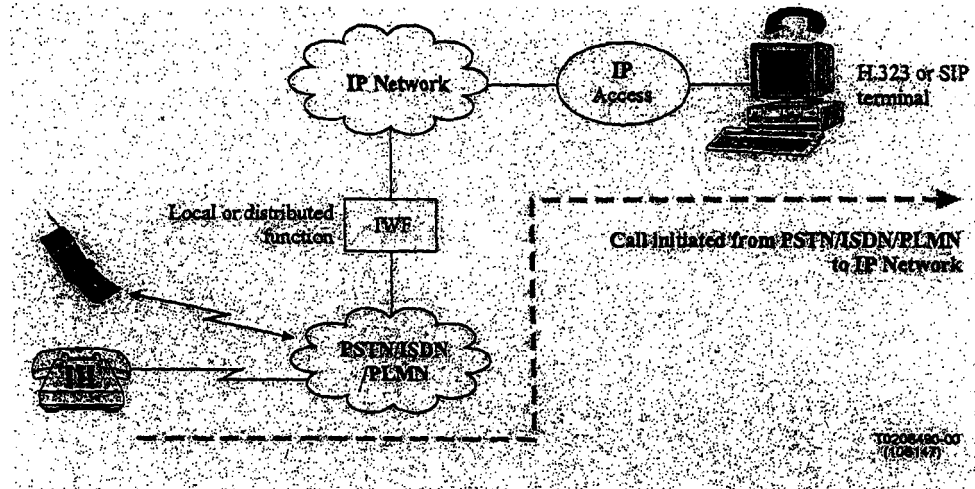 IP Network
IP
Access
H.323 or SIP
terminal
Local or distributed
function
IWF
Call initiated from PSTN/ISDN/PLMN
to IP Network
PSTN/ISDN
/PLMN
T0208490-00
(108147)